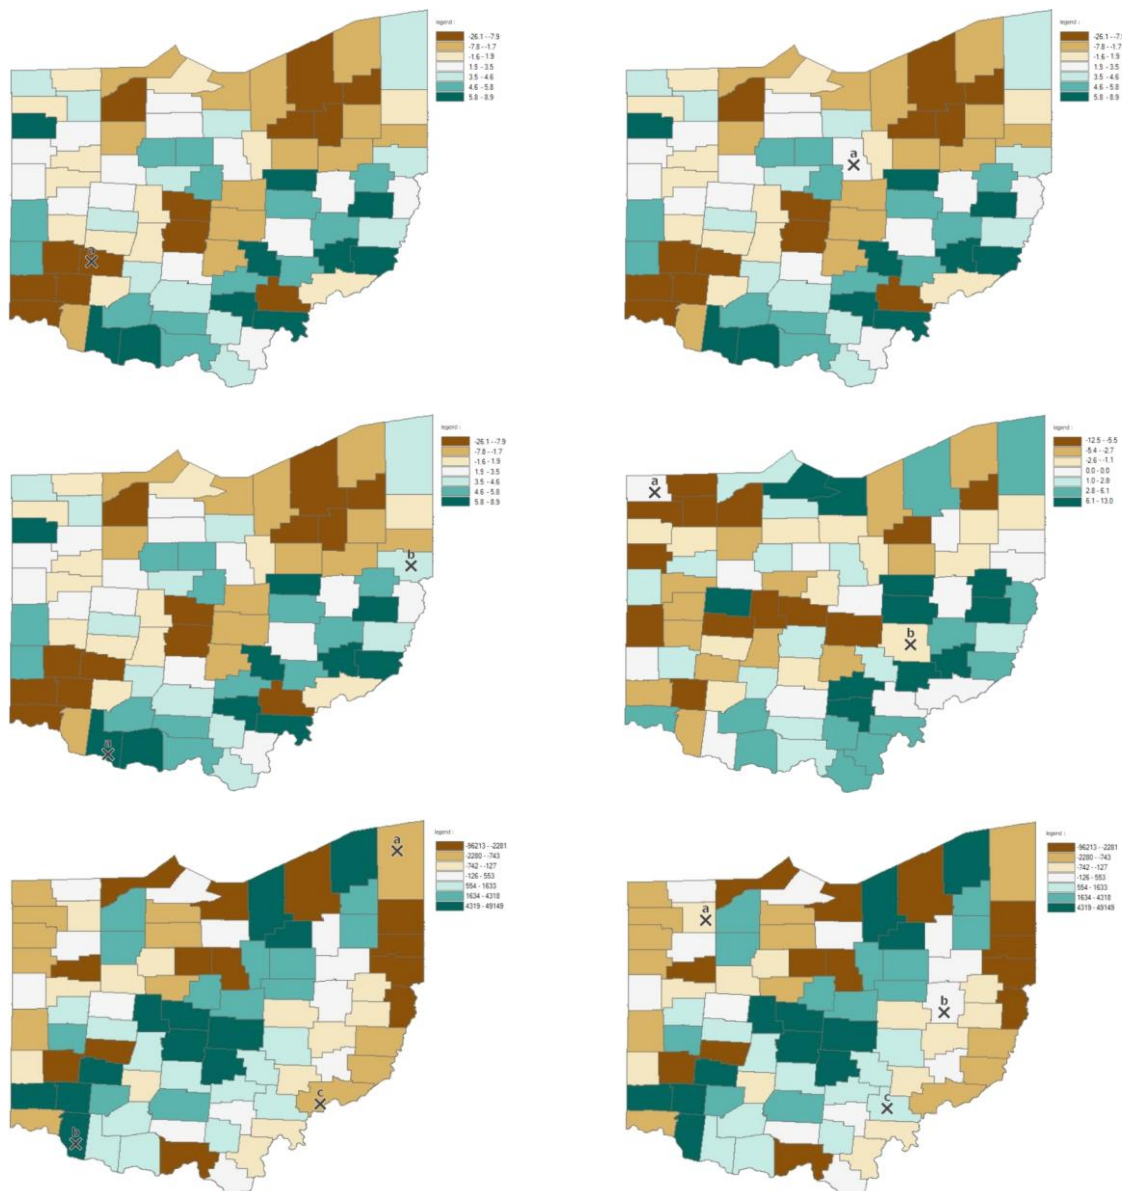 legend :
-26.1 - -7.9
-7.8 - -1.7
-1.6 - 1.9
1.9 - 3.5
3.5 - 4.6
4.6 - 5.8
5.8 - 8.9
a
legend :
-26.1 - -7.9
-7.8 - -1.7
-1.6 - 1.9
1.9 - 3.5
3.5 - 4.6
4.6 - 5.8
5.8 - 8.9
a
legend :
-26.1 - -7.9
-7.8 - -1.7
-1.6 - 1.9
1.9 - 3.5
3.5 - 4.6
4.6 - 5.8
5.8 - 8.9
b
a
legend :
-12.5 - -5.5
-5.4 - -2.7
-2.6 - -1.1
0.0 - 0.0
1.0 - 2.8
2.8 - 6.1
6.1 - 13.0
a
b
legend :
-96213 - -2281
-2280 - -743
-742 - -127
-126 - 553
554 - 1633
1634 - 4318
4319 - 49149
a
c
b
legend :
-96213 - -2281
-2280 - -743
-742 - -127
-126 - 553
554 - 1633
1634 - 4318
4319 - 49149
a
b
c